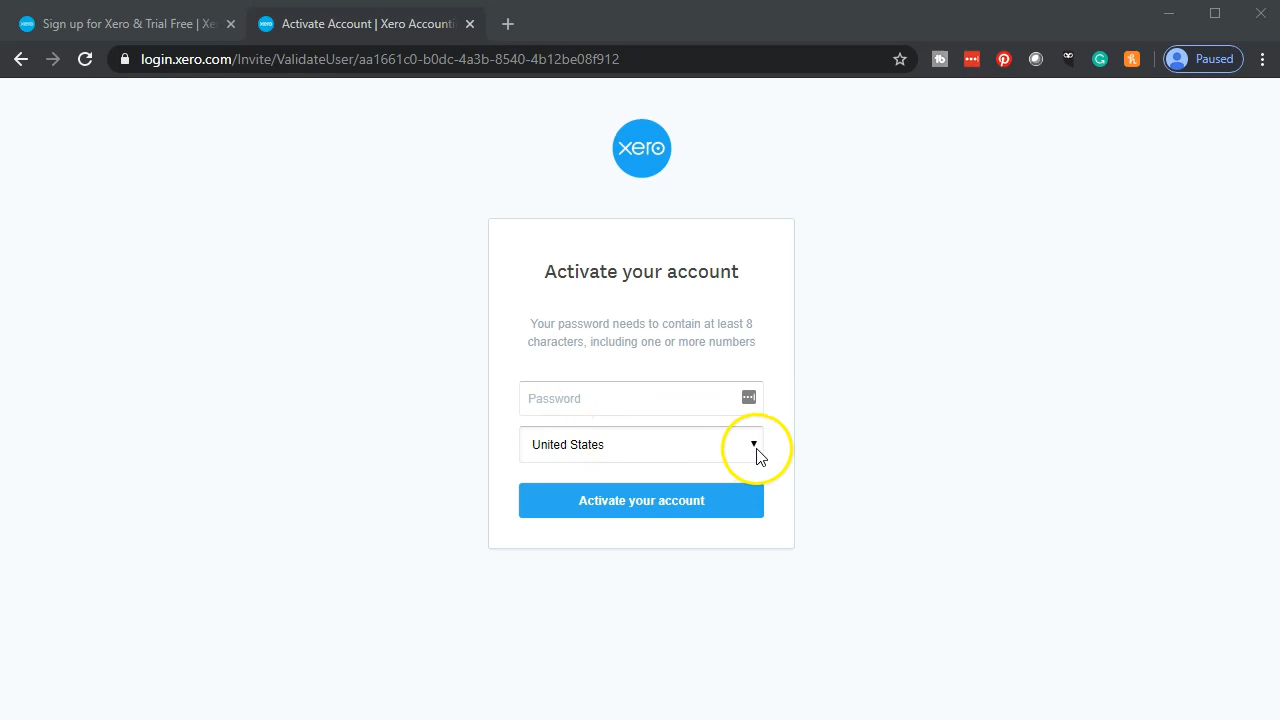 Sign up for Xero & Trial Free | Xe
Activate Account | Xero Accounti
login.xero.com/Invite/ValidateUser/aa1661c0-b0dc-4a3b-8540-4b12be08f912
Paused
xero
Activate your account
Your password needs to contain at least 8
characters, including one or more numbers
Password
United States
Activate your account